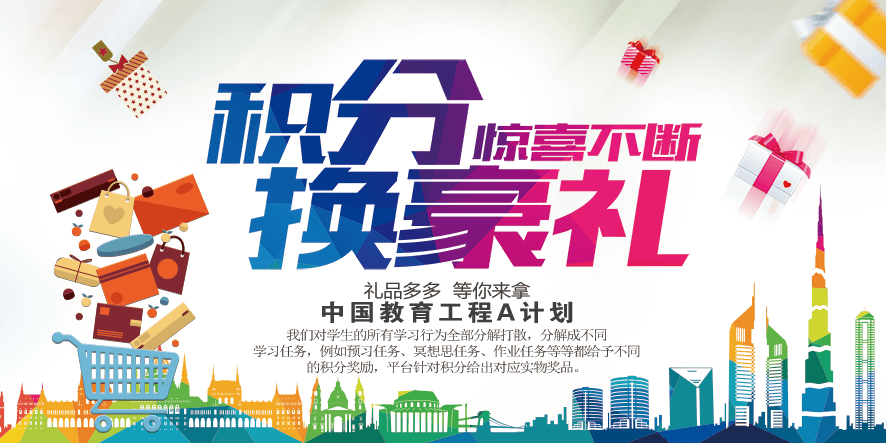 积分
惊喜不断
换豪礼
礼品多多 等你来拿
中国教育工程A计划
我们对学生的所有学习行为全部分解打散，分解成不同
学习任务，例如预习任务、冥想思任务、作业任务等等都给予不同
的积分奖励，平台针对积分给出对应实物奖品。